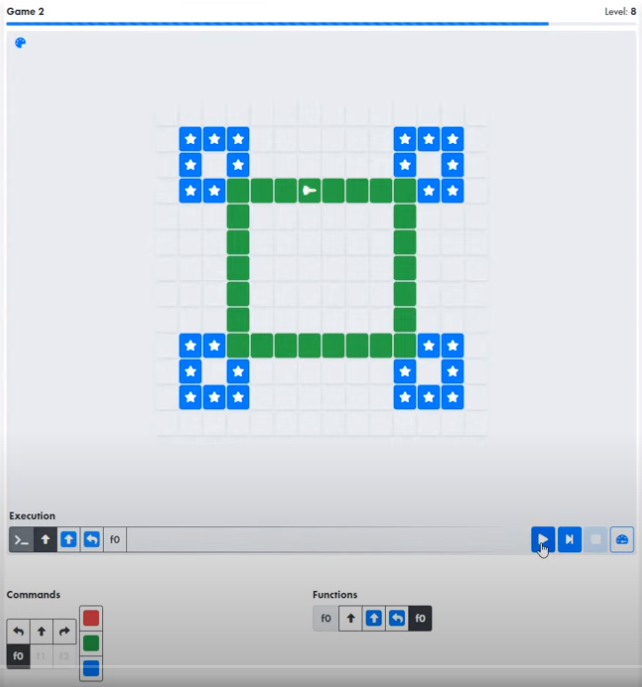 Game 2
Level: 8
Execution
>_ f0
Commands
Functions
f0 f0
f0 f1 f2